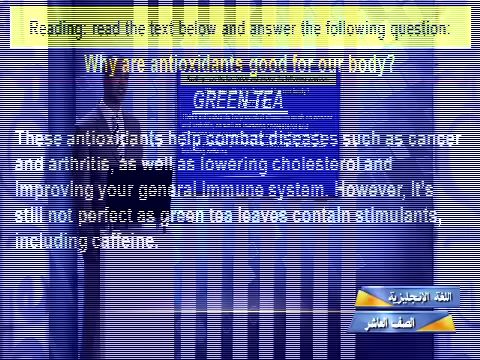 Reading: read the text below and answer the following question:
Why are antioxidants good for our body?
GREEN TEA
These antioxidants help combat diseases such as cancer
and arthritis, as well as lowering cholesterol and
improving your general immune system. However, it's
still not perfect as green tea leaves contain stimulants,
including caffeine.
اللغة الإنجليزية
الصف العاشر